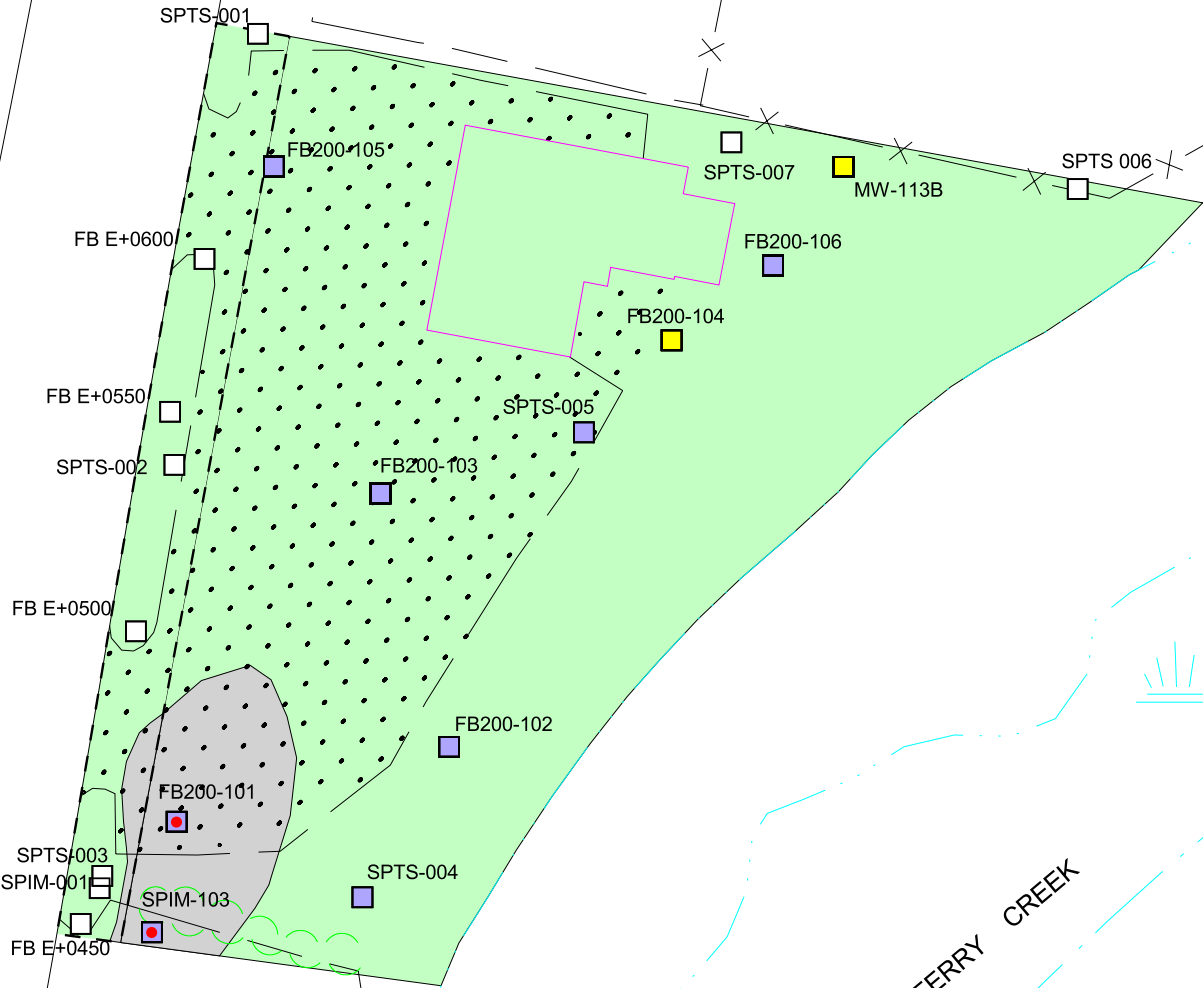 SPTS-001
FB200-105
SPTS 006
SPTS-007
MW-113B
FB E+0600
FB200-106
FB200-104
FB E+0550
SPTS-005
SPTS-002
FB200-103
FB E+0500
FB200-102
FB200-101
SPTS-003
SPTS-004
SPIM-001
SPIM-103
FB E+0450
FERRY CREEK